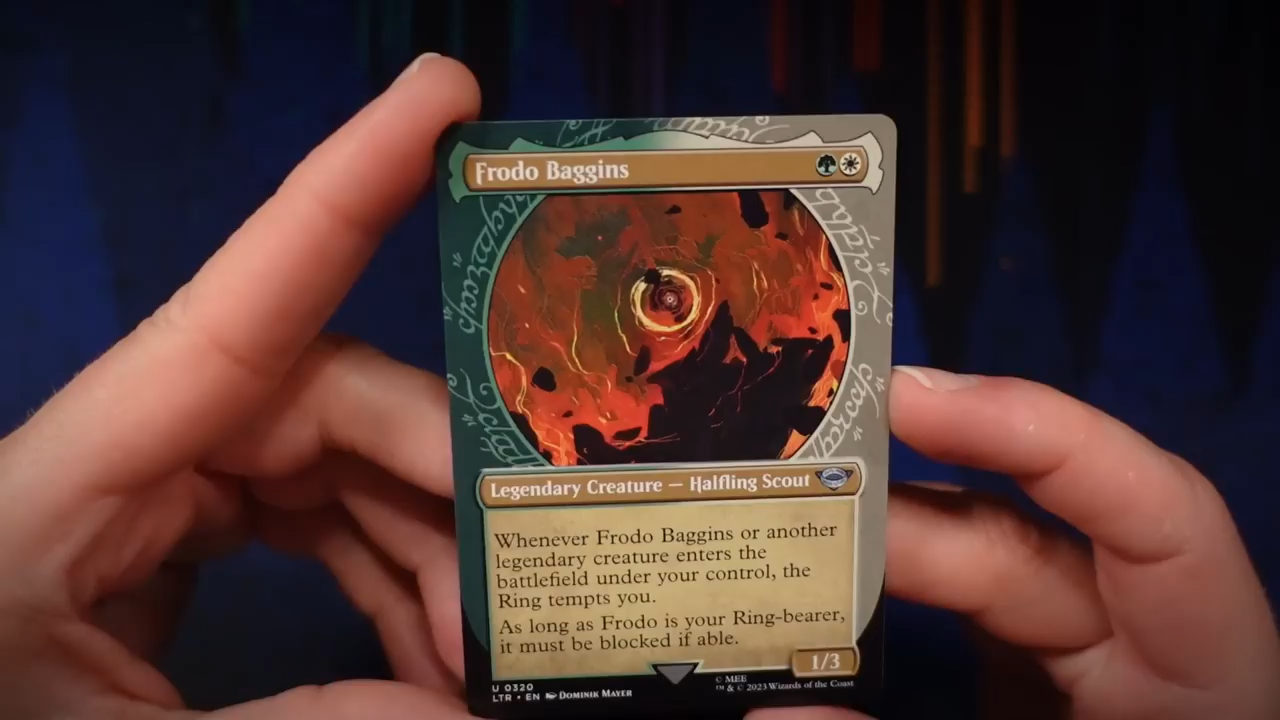 Frodo Baggins
Legendary Creature — Halfling Scout
Whenever Frodo Baggins or another
legendary creature enters the
battlefield under your control, the
Ring tempts you.
As long as Frodo is your Ring-bearer,
it must be blocked if able.
1/3
U 0320
LTR • EN Dominik Mayer
© MEE
™ & © 2023 Wizards of the Coast